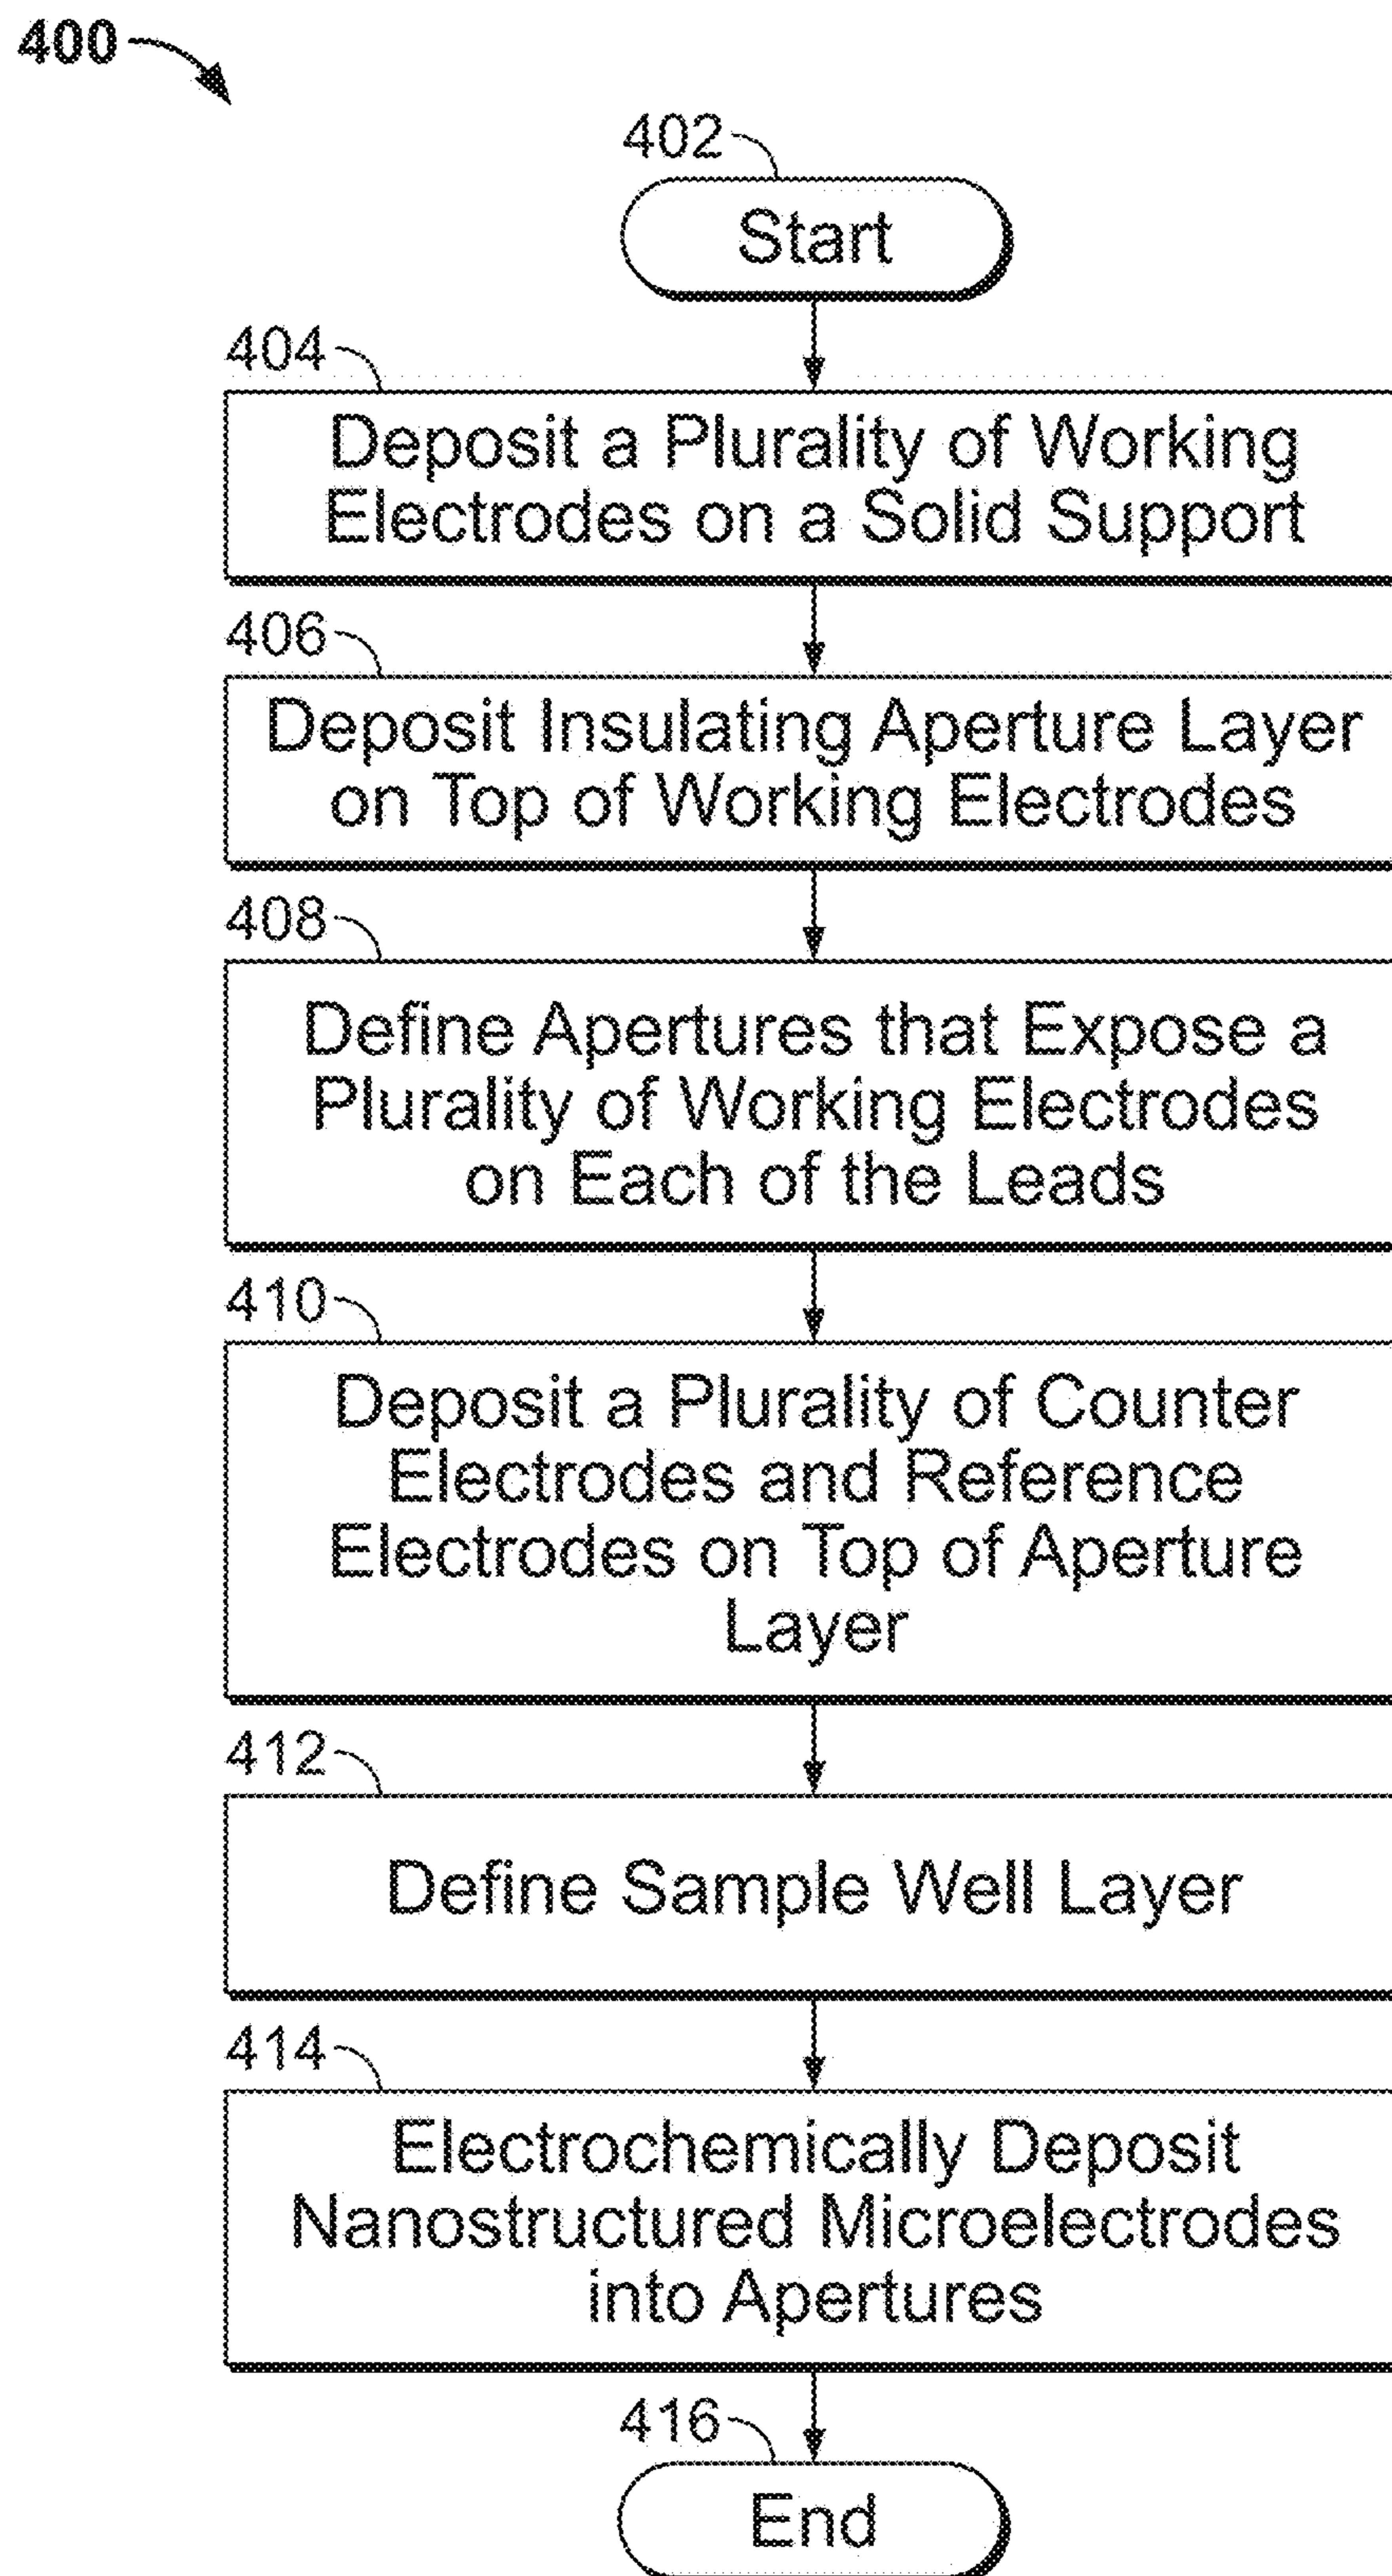 400
402
Start
404
Deposit a Plurality of Working
Electrodes on a Solid Support
406
Deposit Insulating Aperture Layer
on Top of Working Electrodes
408
Define Apertures that Expose a
Plurality of Working Electrodes
on Each of the Leads
410
Deposit a Plurality of Counter
Electrodes and Reference
Electrodes on Top of Aperture
Layer
412
Define Sample Well Layer
414
Electrochemically Deposit
Nanostructured Microelectrodes
into Apertures
416
End